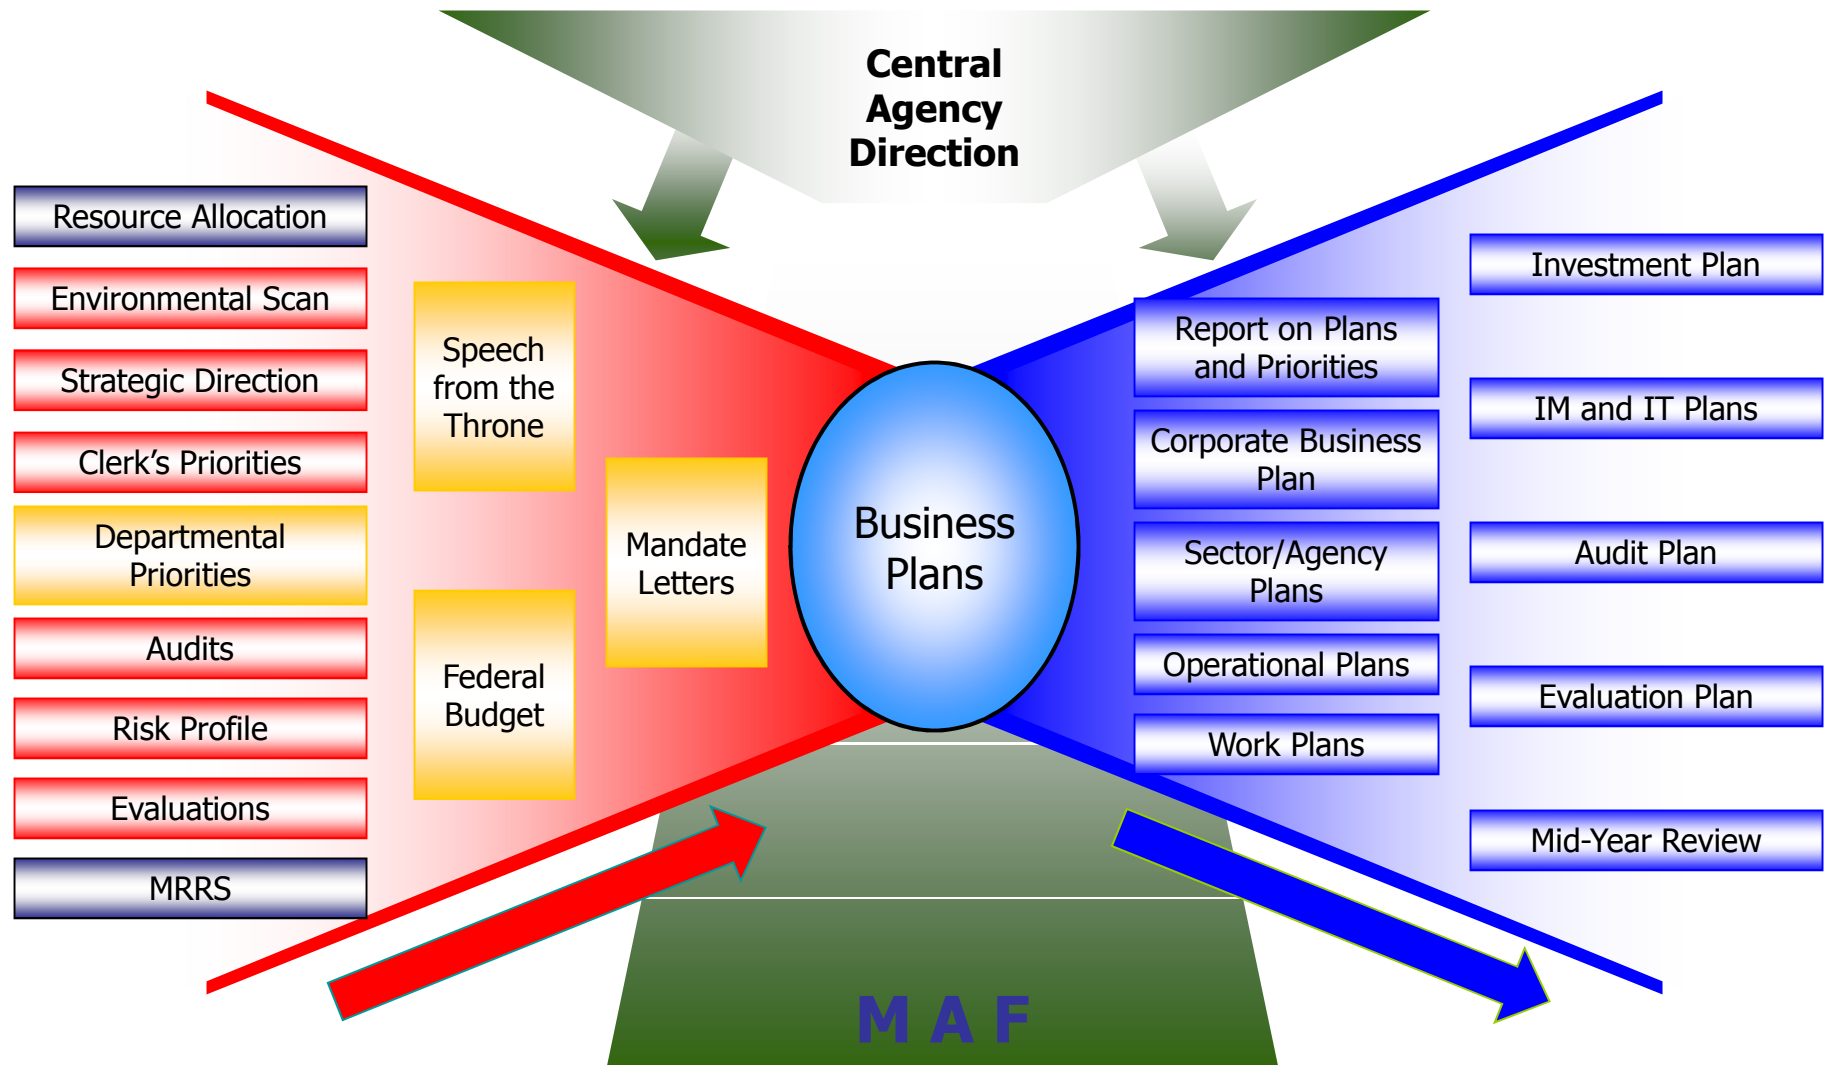 Central
Agency
Direction
Resource Allocation
Environmental Scan
Strategic Direction
Clerk’s Priorities
Departmental
Priorities
Audits
Risk Profile
Evaluations
MRRS
Speech
from the
Throne
Federal
Budget
Mandate
Letters
Business
Plans
Report on Plans
and Priorities
Corporate Business
Plan
Sector/Agency
Plans
Operational Plans
Work Plans
Investment Plan
IM and IT Plans
Audit Plan
Evaluation Plan
Mid-Year Review
M A F